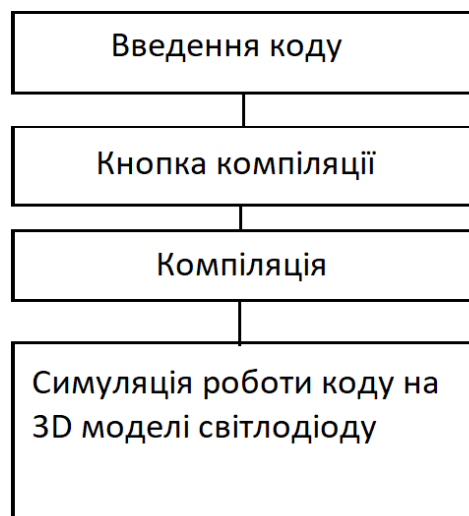 Введення коду
Кнопка компіляції
Компіляція
Симуляція роботи коду на
3D моделі світлодіоду